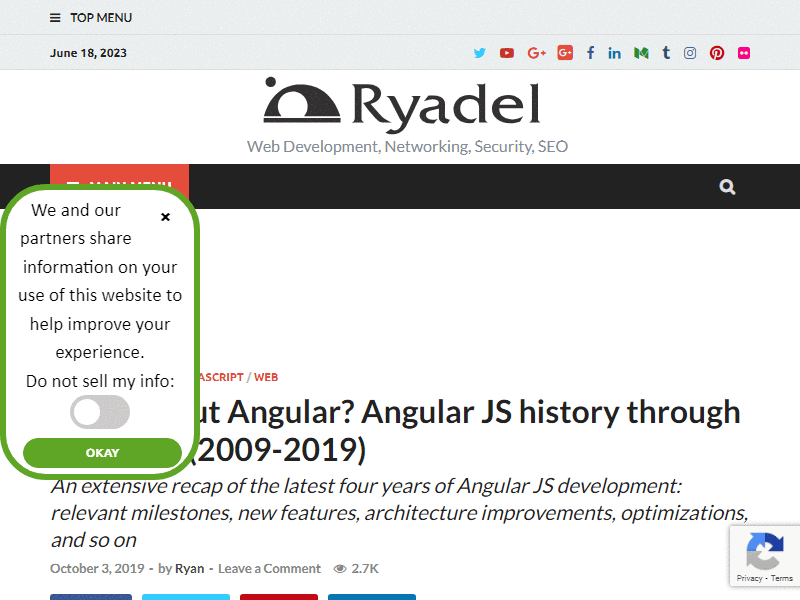 TOP MENU
June 18, 2023
Ryadel
Web Development, Networking, Security, SEO
MAIN MENU
We and our
partners share
information on your
use of this website to
help improve your
experience.
Do not sell my info:
OKAY
/ WEB
Angular? Angular JS history through
(2009-2019)
An extensive recap of the latest four years of Angular JS development:
relevant milestones, new features, architecture improvements, optimizations,
and so on
October 3, 2019 - by Ryan - Leave a Comment 2.7K
Privacy - Terms